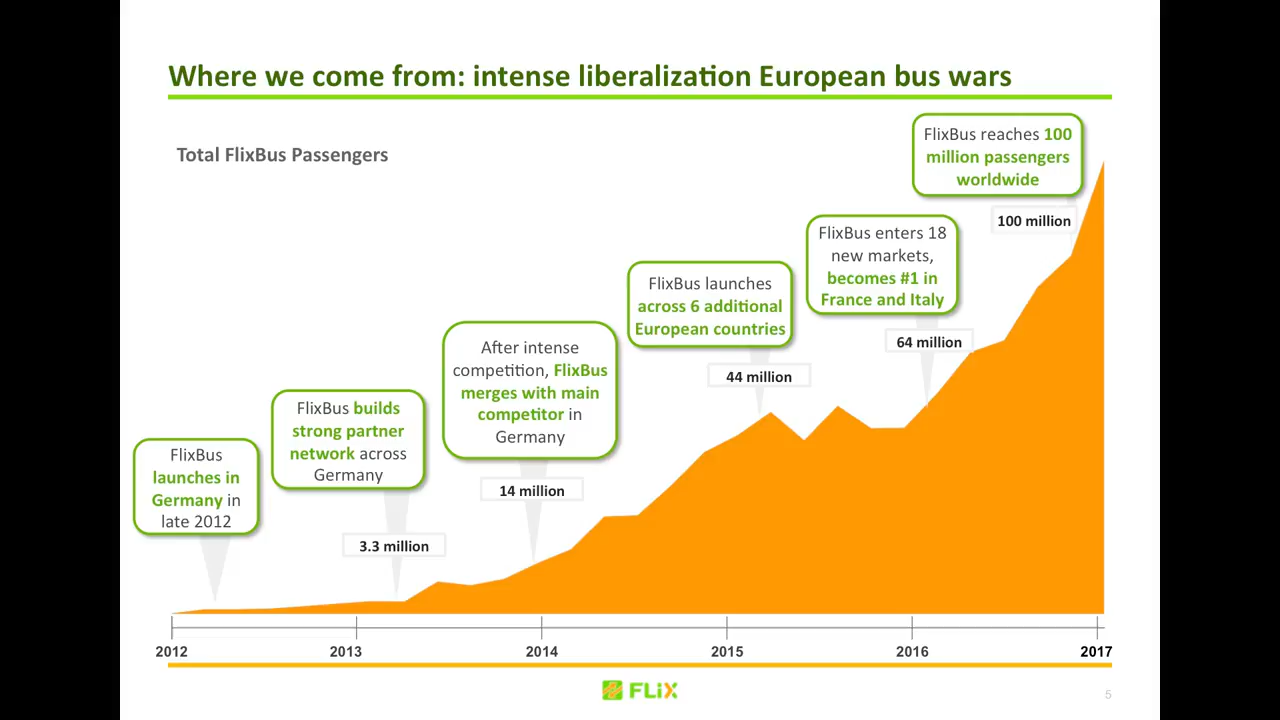 Where we come from: intense liberalization European bus wars
Total FlixBus Passengers
FlixBus reaches 100
million passengers
worldwide
100 million
FlixBus enters 18
new markets,
becomes #1 in
France and Italy
64 million
FlixBus launches
across 6 additional
European countries
44 million
After intense
competition, FlixBus
merges with main
competitor in
Germany
14 million
FlixBus builds
strong partner
network across
Germany
3.3 million
FlixBus
launches in
Germany in
late 2012
2012 2013 2014 2015 2016 2017
FLiX
5